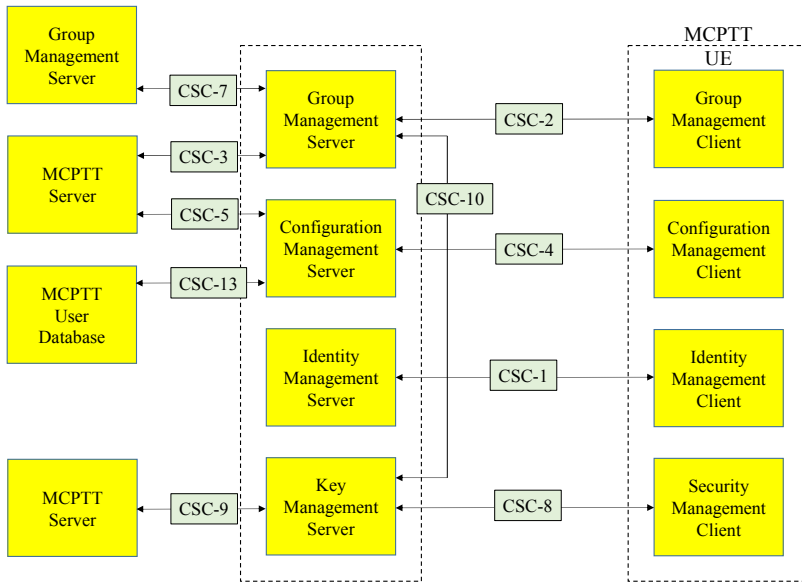 Group
Management
Server
CSC-7
Group
Management
Server
CSC-2
MCPTT
UE
Group
Management
Client
MCPTT
Server
CSC-3
CSC-5
CSC-10
Configuration
Management
Server
CSC-4
Configuration
Management
Client
MCPTT
User
Database
CSC-13
Identity
Management
Server
CSC-1
Identity
Management
Client
MCPTT
Server
CSC-9
Key
Management
Server
CSC-8
Security
Management
Client